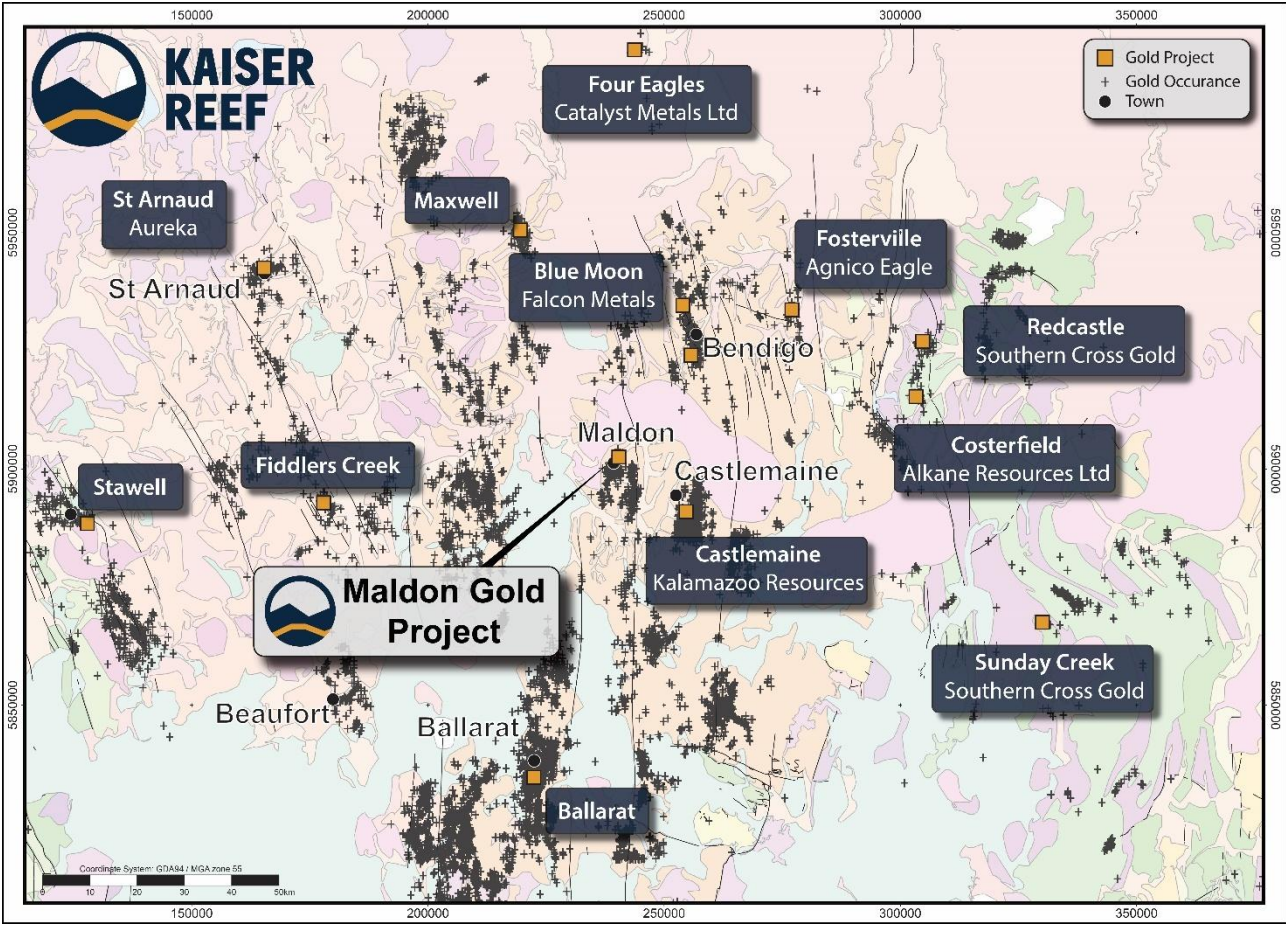 150000
200000
250000
300000
350000
KAISER
REEF
Gold Project
Gold Occurance
Town
Four Eagles
Catalyst Metals Ltd
St Arnaud
Aureka
Maxwell
5950000
5950000
Fosterville
Agnico Eagle
Blue Moon
Falcon Metals
St Arnaud
Redcastle
Southern Cross Gold
Bendigo
Maldon
Costerfield
Alkane Resources Ltd
Fiddlers Creek
Castlemaine
5900000
5900000
Stawell
Castlemaine
Kalamazoo Resources
Maldon Gold
Project
Sunday Creek
Southern Cross Gold
5850000
5850000
Beaufort
Ballarat
Ballarat
Coordinate System: GDA94 / MGA zone 55
0
10
20
30
40
50km
150000
200000
250000
300000
350000